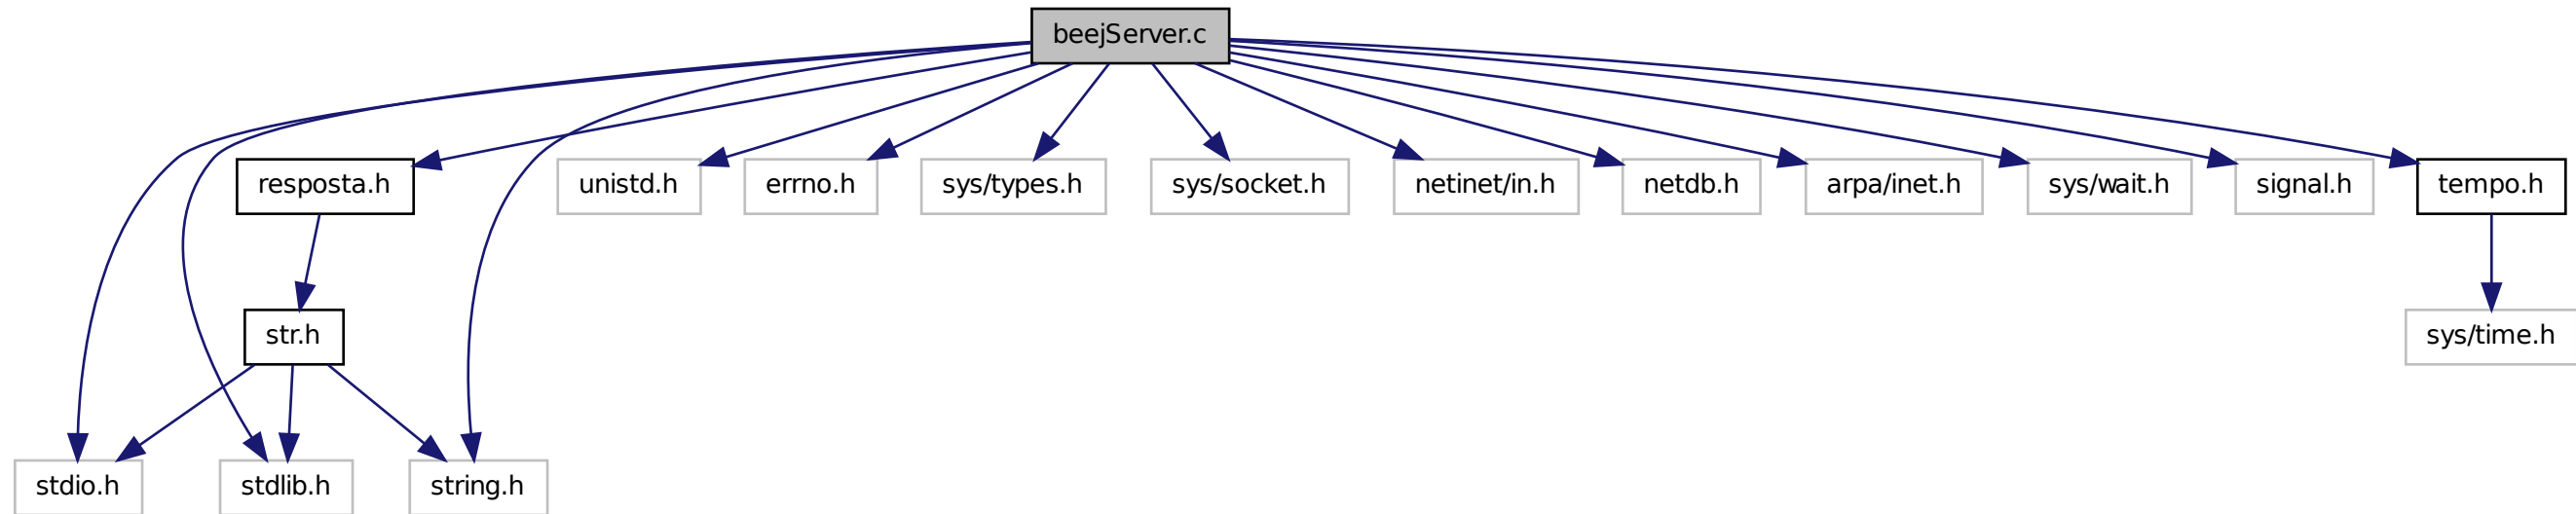 beejServer.c
resposta.h
unistd.h
errno.h
sys/types.h
sys/socket.h
netinet/in.h
netdb.h
arpa/inet.h
sys/wait.h
signal.h
tempo.h
str.h
sys/time.h
stdio.h
stdlib.h
string.h